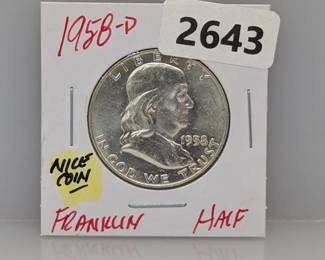 1958-D
2643
LIBERTY
1958
IN GOD WE TRUST
NICE
COIN
FRANKLIN HALF